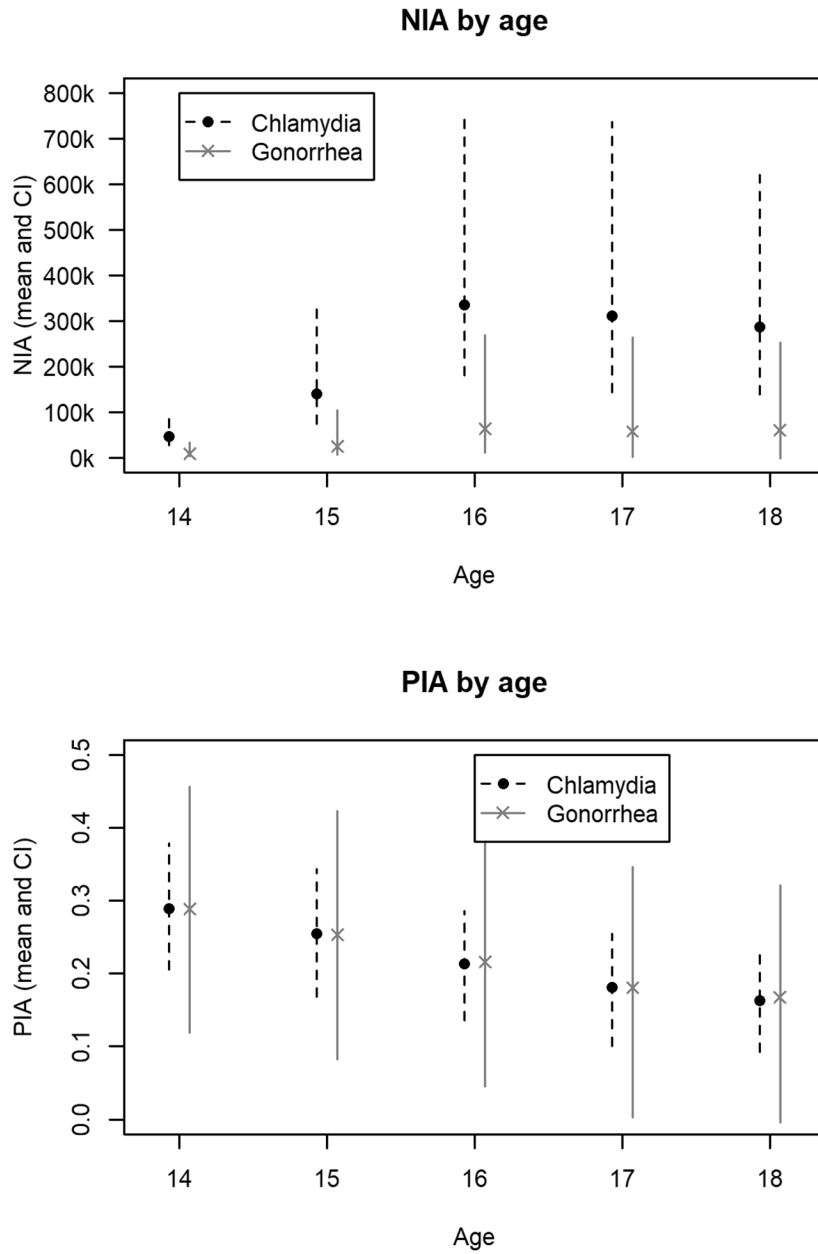 NIA by age
NIA (mean and CI)
800k
700k
600k
500k
400k
300k
200k
100k
0k
Chlamydia
Gonorrhea
14 15 16 17 18
Age
PIA by age
PIA (mean and CI)
0.5
0.4
0.3
0.2
0.1
0.0
Chlamydia
Gonorrhea
14 15 16 17 18
Age